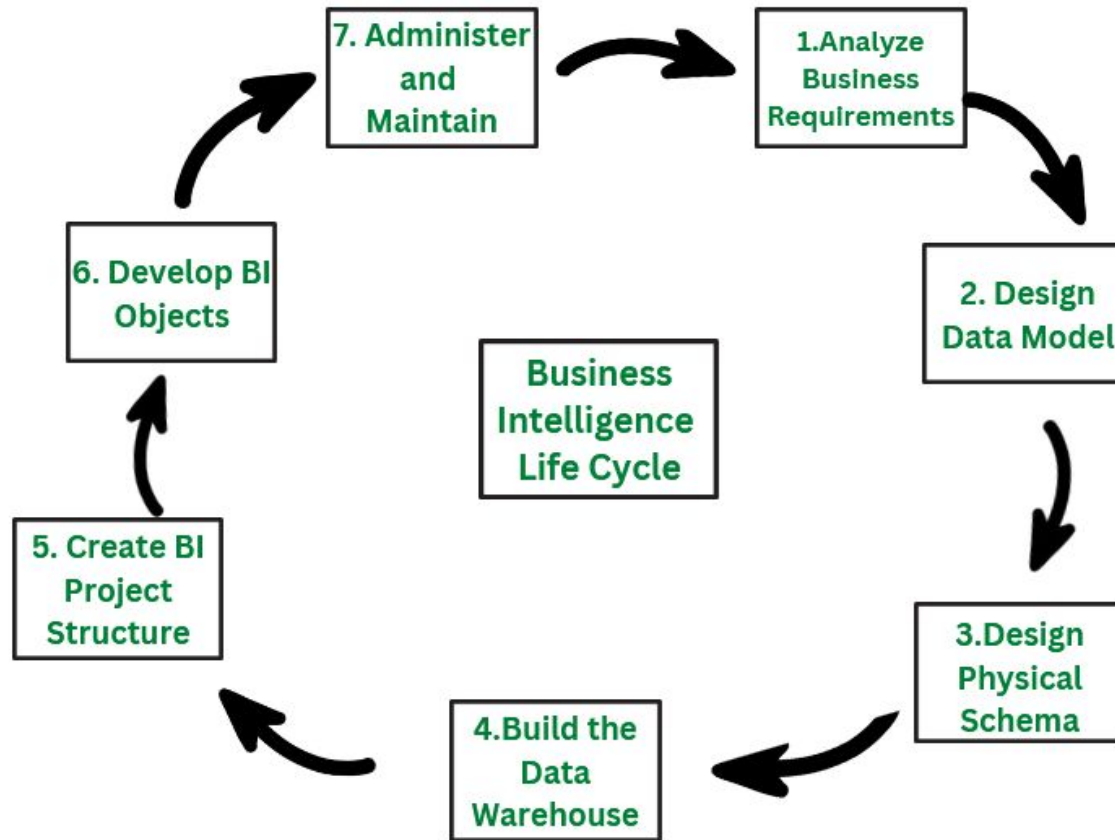 7. Administer
and
Maintain
1.Analyze
Business
Requirements
2. Design
Data Model
3.Design
Physical
Schema
4.Build the
Data
Warehouse
5. Create BI
Project
Structure
6. Develop BI
Objects
Business
Intelligence
Life Cycle